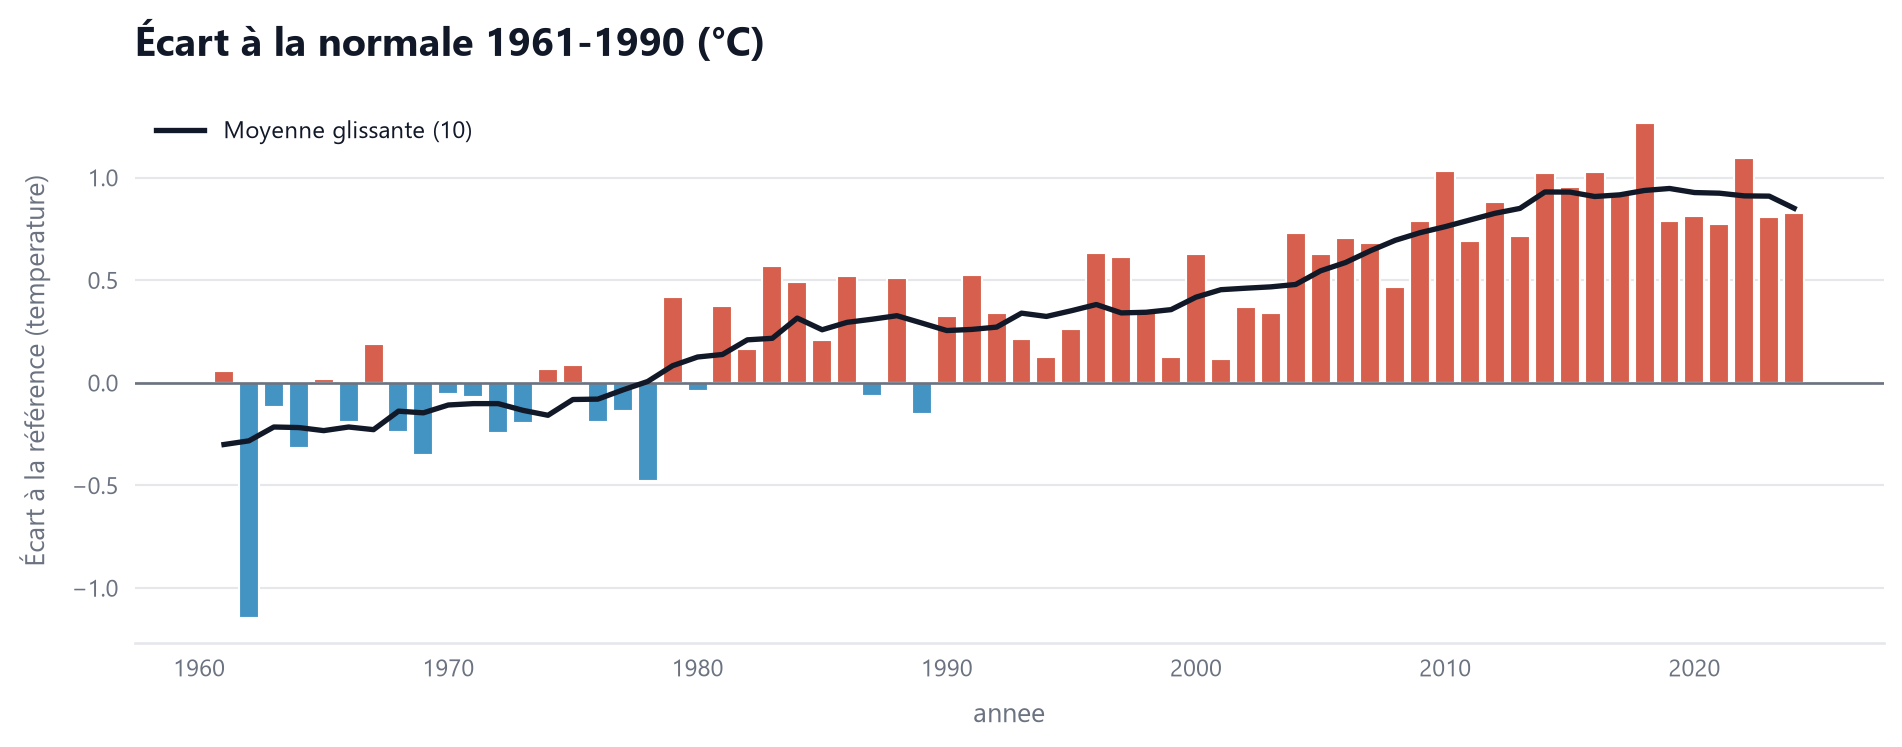 Écart à la normale 1961-1990 (°C)
Moyenne glissante (10)
Écart à la référence (temperature)
1.0
0.5
0.0
−0.5
−1.0
1960 1970 1980 1990 2000 2010 2020
annee